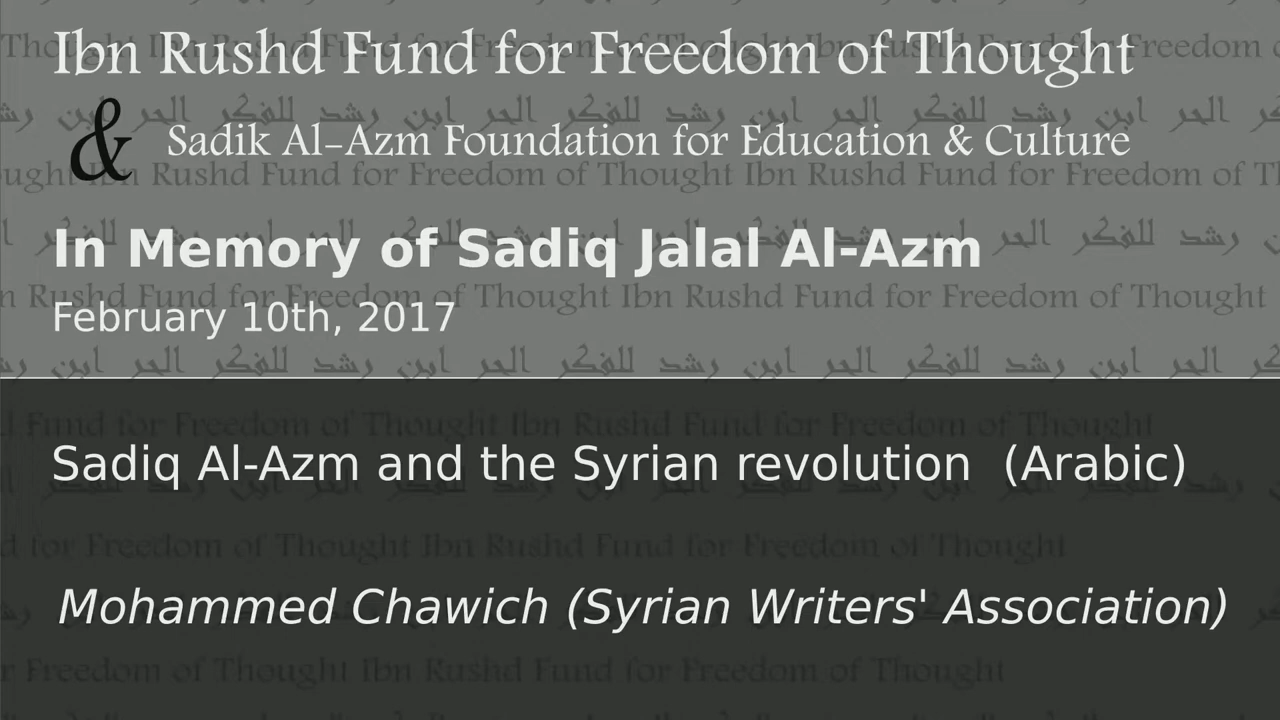 Ibn Rushd Fund for Freedom of Thought
& Sadik Al-Azm Foundation for Education & Culture
In Memory of Sadiq Jalal Al-Azm
February 10th, 2017
Sadiq Al-Azm and the Syrian revolution (Arabic)
Mohammed Chawich (Syrian Writers' Association)